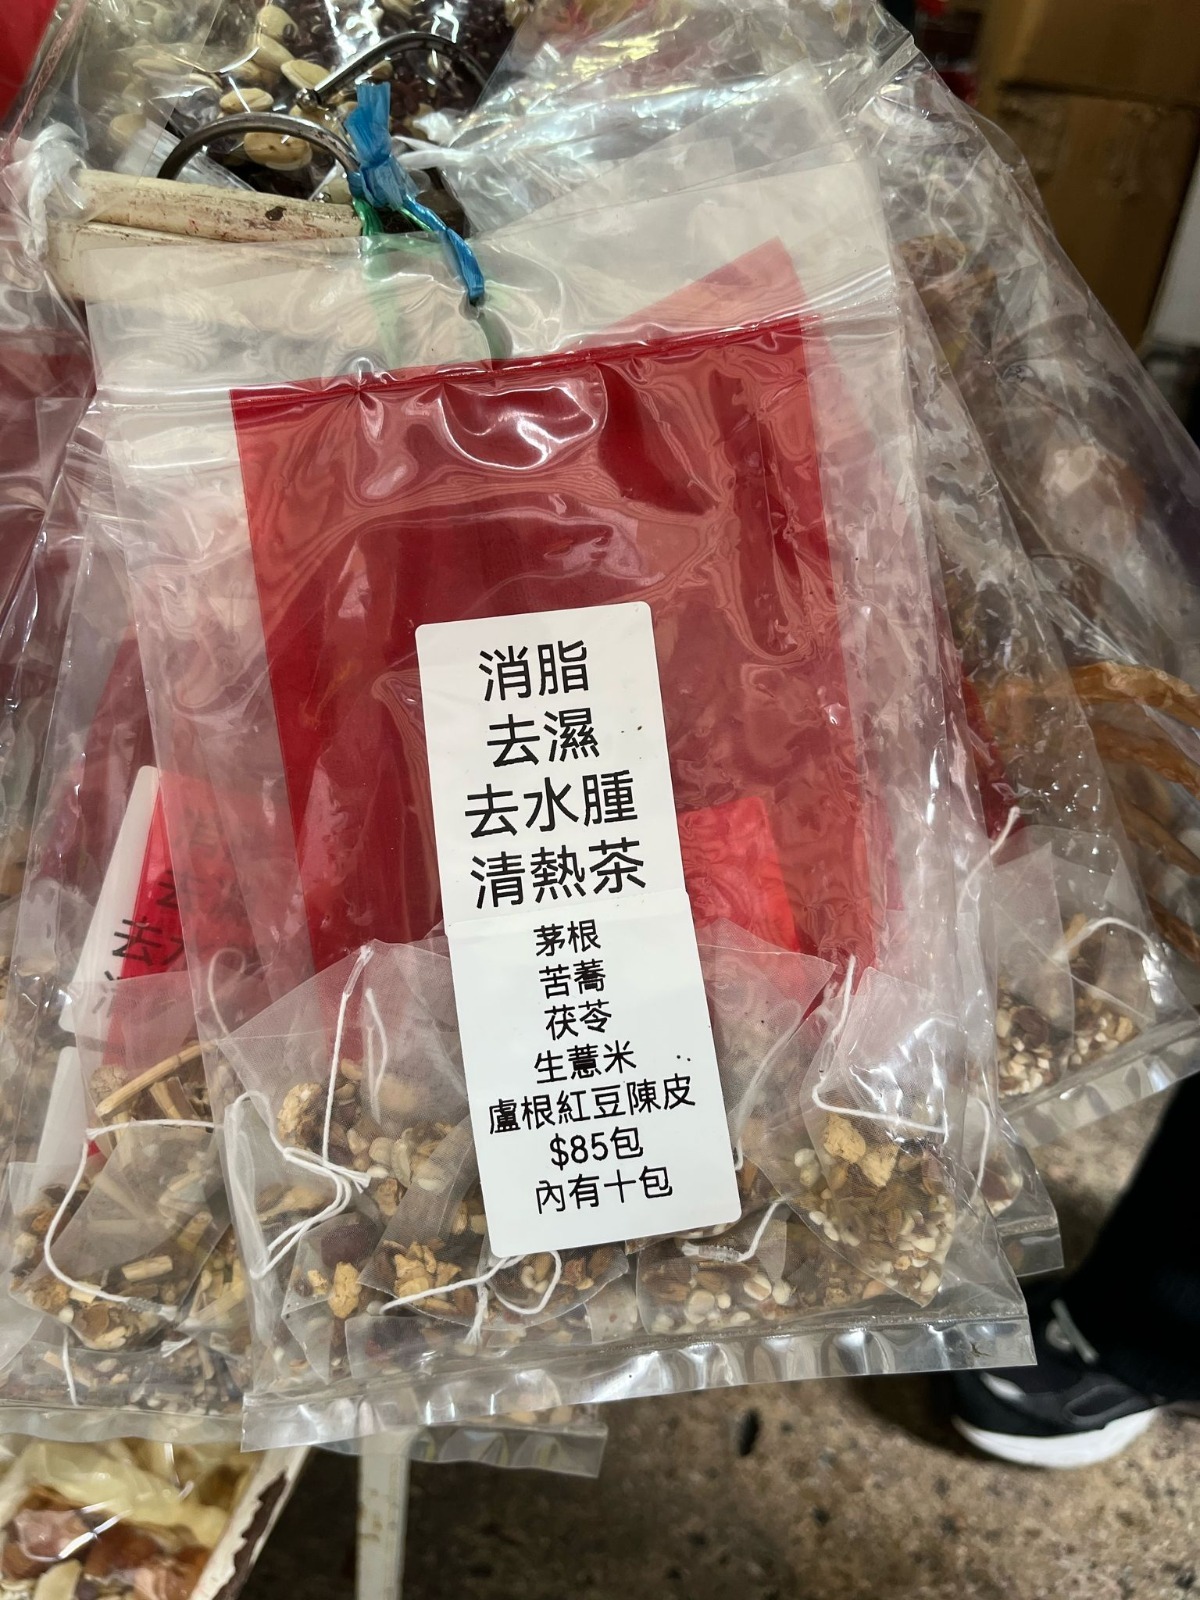 消脂
去濕
去水腫
清熱茶
茅根
苦蕎
茯苓
生薏米
盧根紅豆陳皮
$85包
內有十包